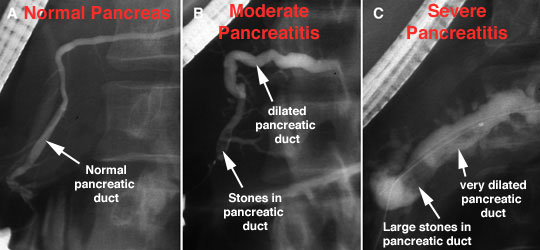 A Normal Pancreas
Normal
pancreatic
duct
B Moderate
Pancreatitis
dilated
pancreatic
duct
Stones in
pancreatic
duct
C Severe
Pancreatitis
very dilated
pancreatic
duct
Large stones in
pancreatic duct